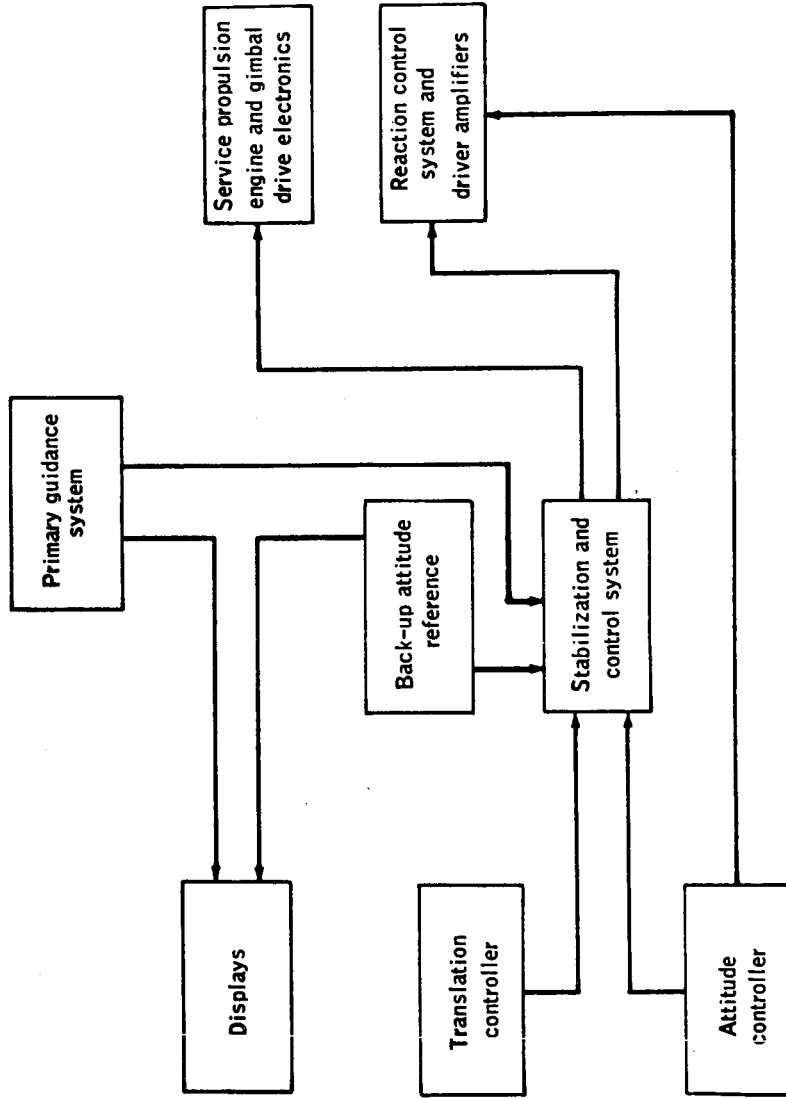 Primary guidance
system
Service propulsion
engine and gimbal
drive electronics
Displays
Back-up attitude
reference
Reaction control
system and
driver amplifiers
Translation
controller
Stabilization and
control system
Attitude
controller